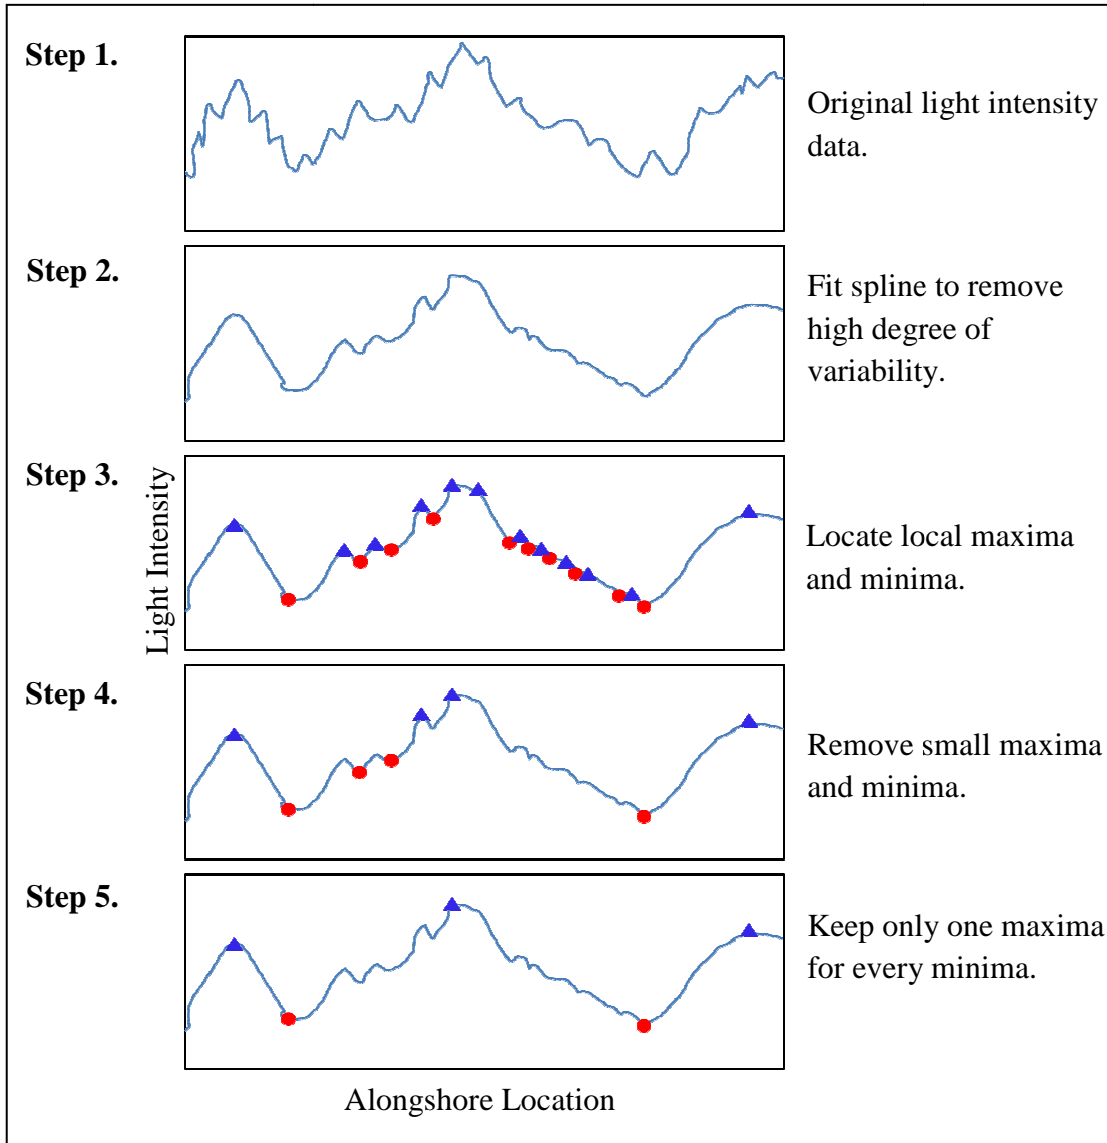 Step 1.
Original light intensity
data.
Step 2.
Fit spline to remove
high degree of
variability.
Step 3.
Light Intensity
Locate local maxima
and minima.
Step 4.
Remove small maxima
and minima.
Step 5.
Keep only one maxima
for every minima.
Alongshore Location